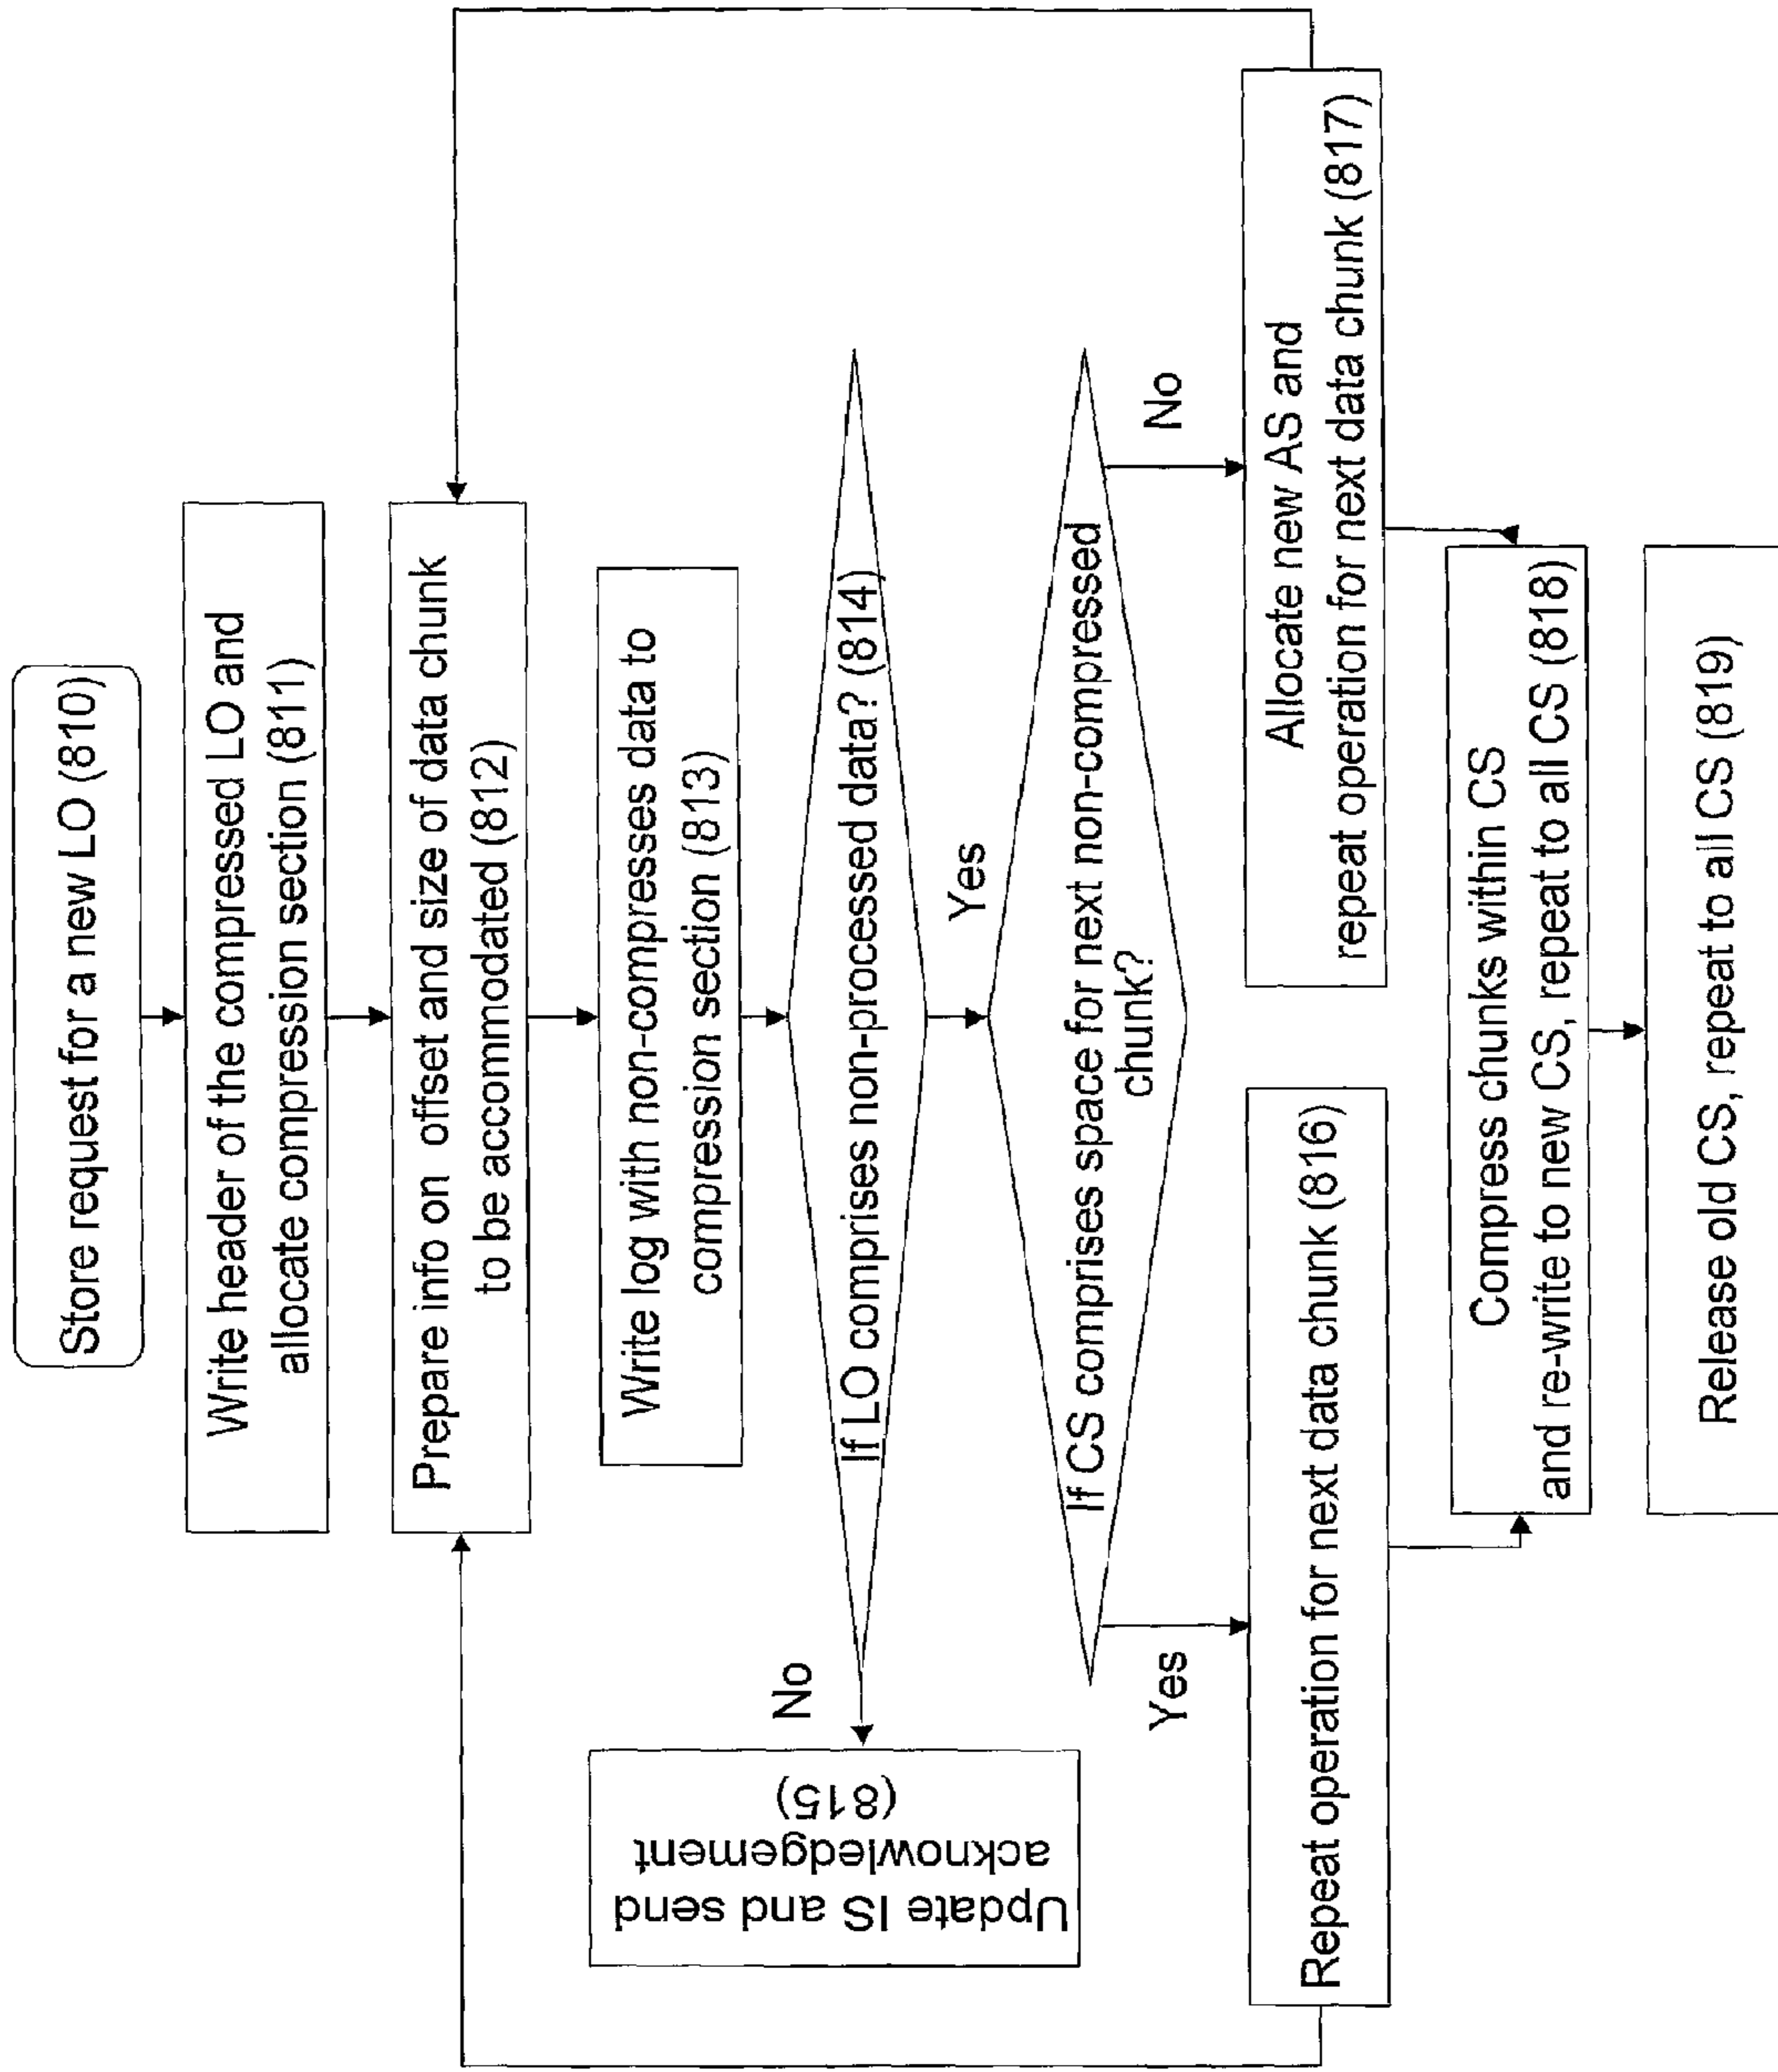 Store request for a new LO (810)
Write header of the compressed LO and
allocate compression section (811)
Prepare info on offset and size of data chunk
to be accommodated (812)
Write log with non-compresses data to
compression section (813)
If LO comprises non-processed data? (814)
No
Update IS and send
acknowledgement
(815)
Yes
If CS comprises space for next non-compressed
chunk?
Yes
No
Repeat operation for next data chunk (816)
Allocate new AS and
repeat operation for next data chunk (817)
Compress chunks within CS
and re-write to new CS, repeat to all CS (818)
Release old CS, repeat to all CS (819)